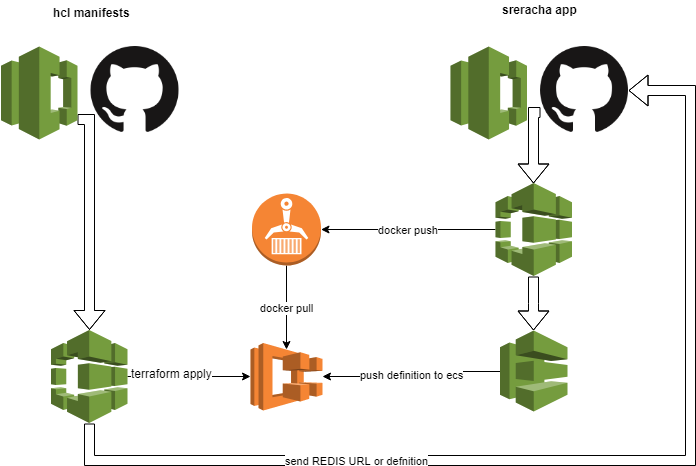 hcl manifests
sreracha app
docker push
docker pull
terraform apply
push definition to ecs
send REDIS URL or defnition